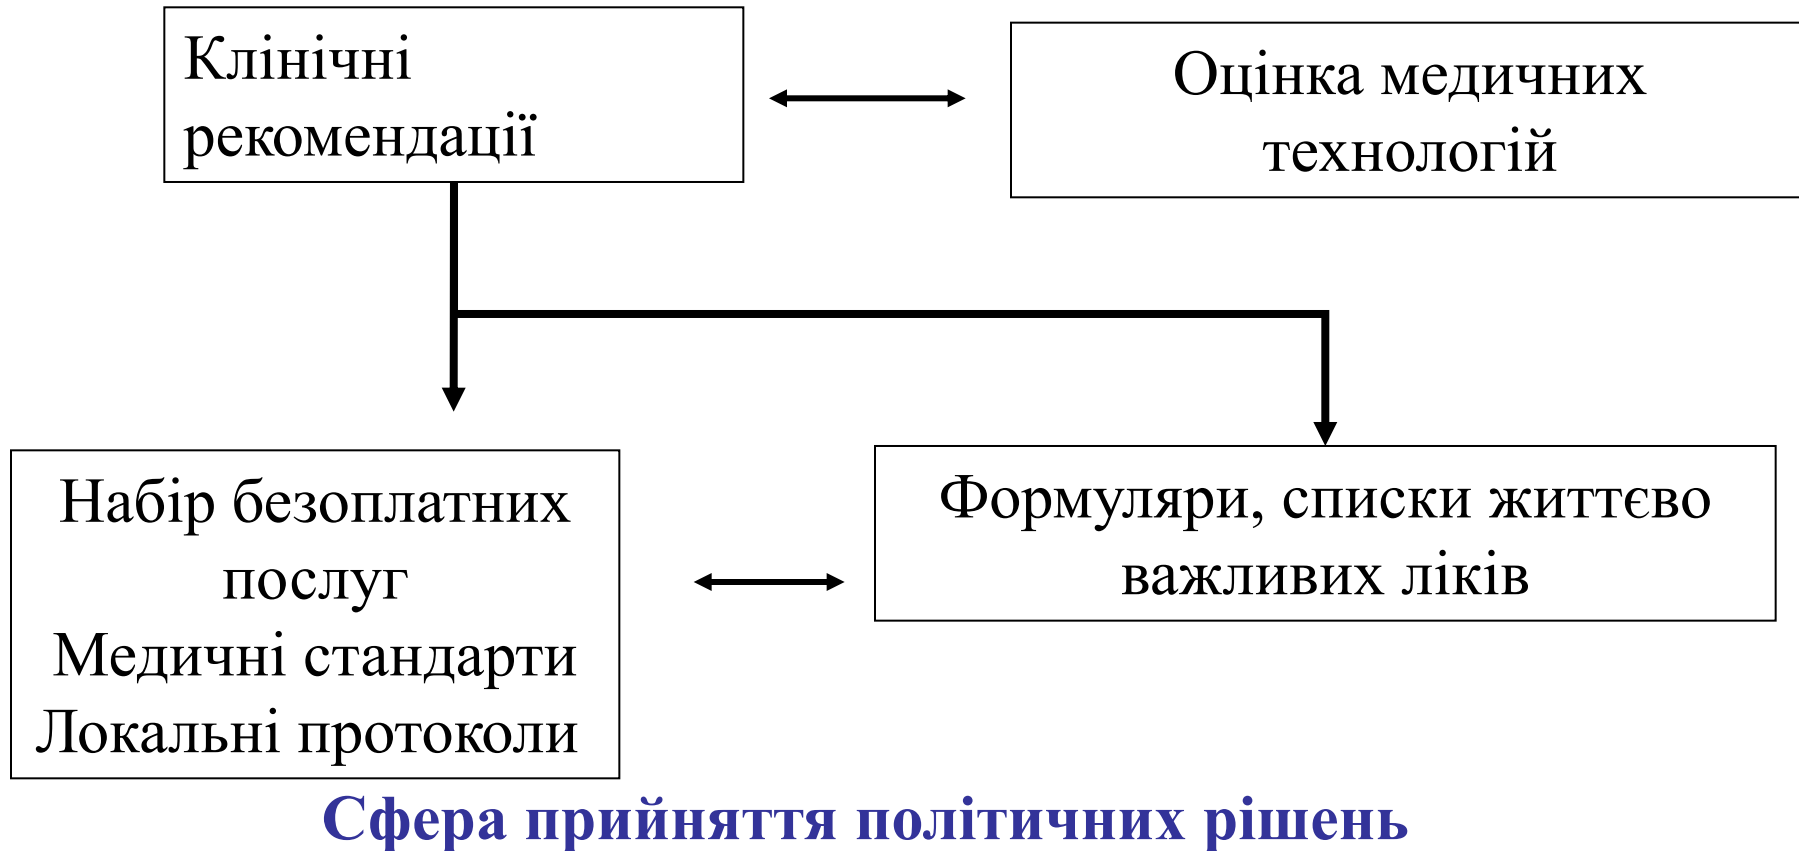 Клінічні
рекомендації
Оцінка медичних
технологій
Набір безоплатних
послуг
Медичні стандарти
Локальні протоколи
Формуляри, списки життєво
важливих ліків
Сфера прийняття політичних рішень